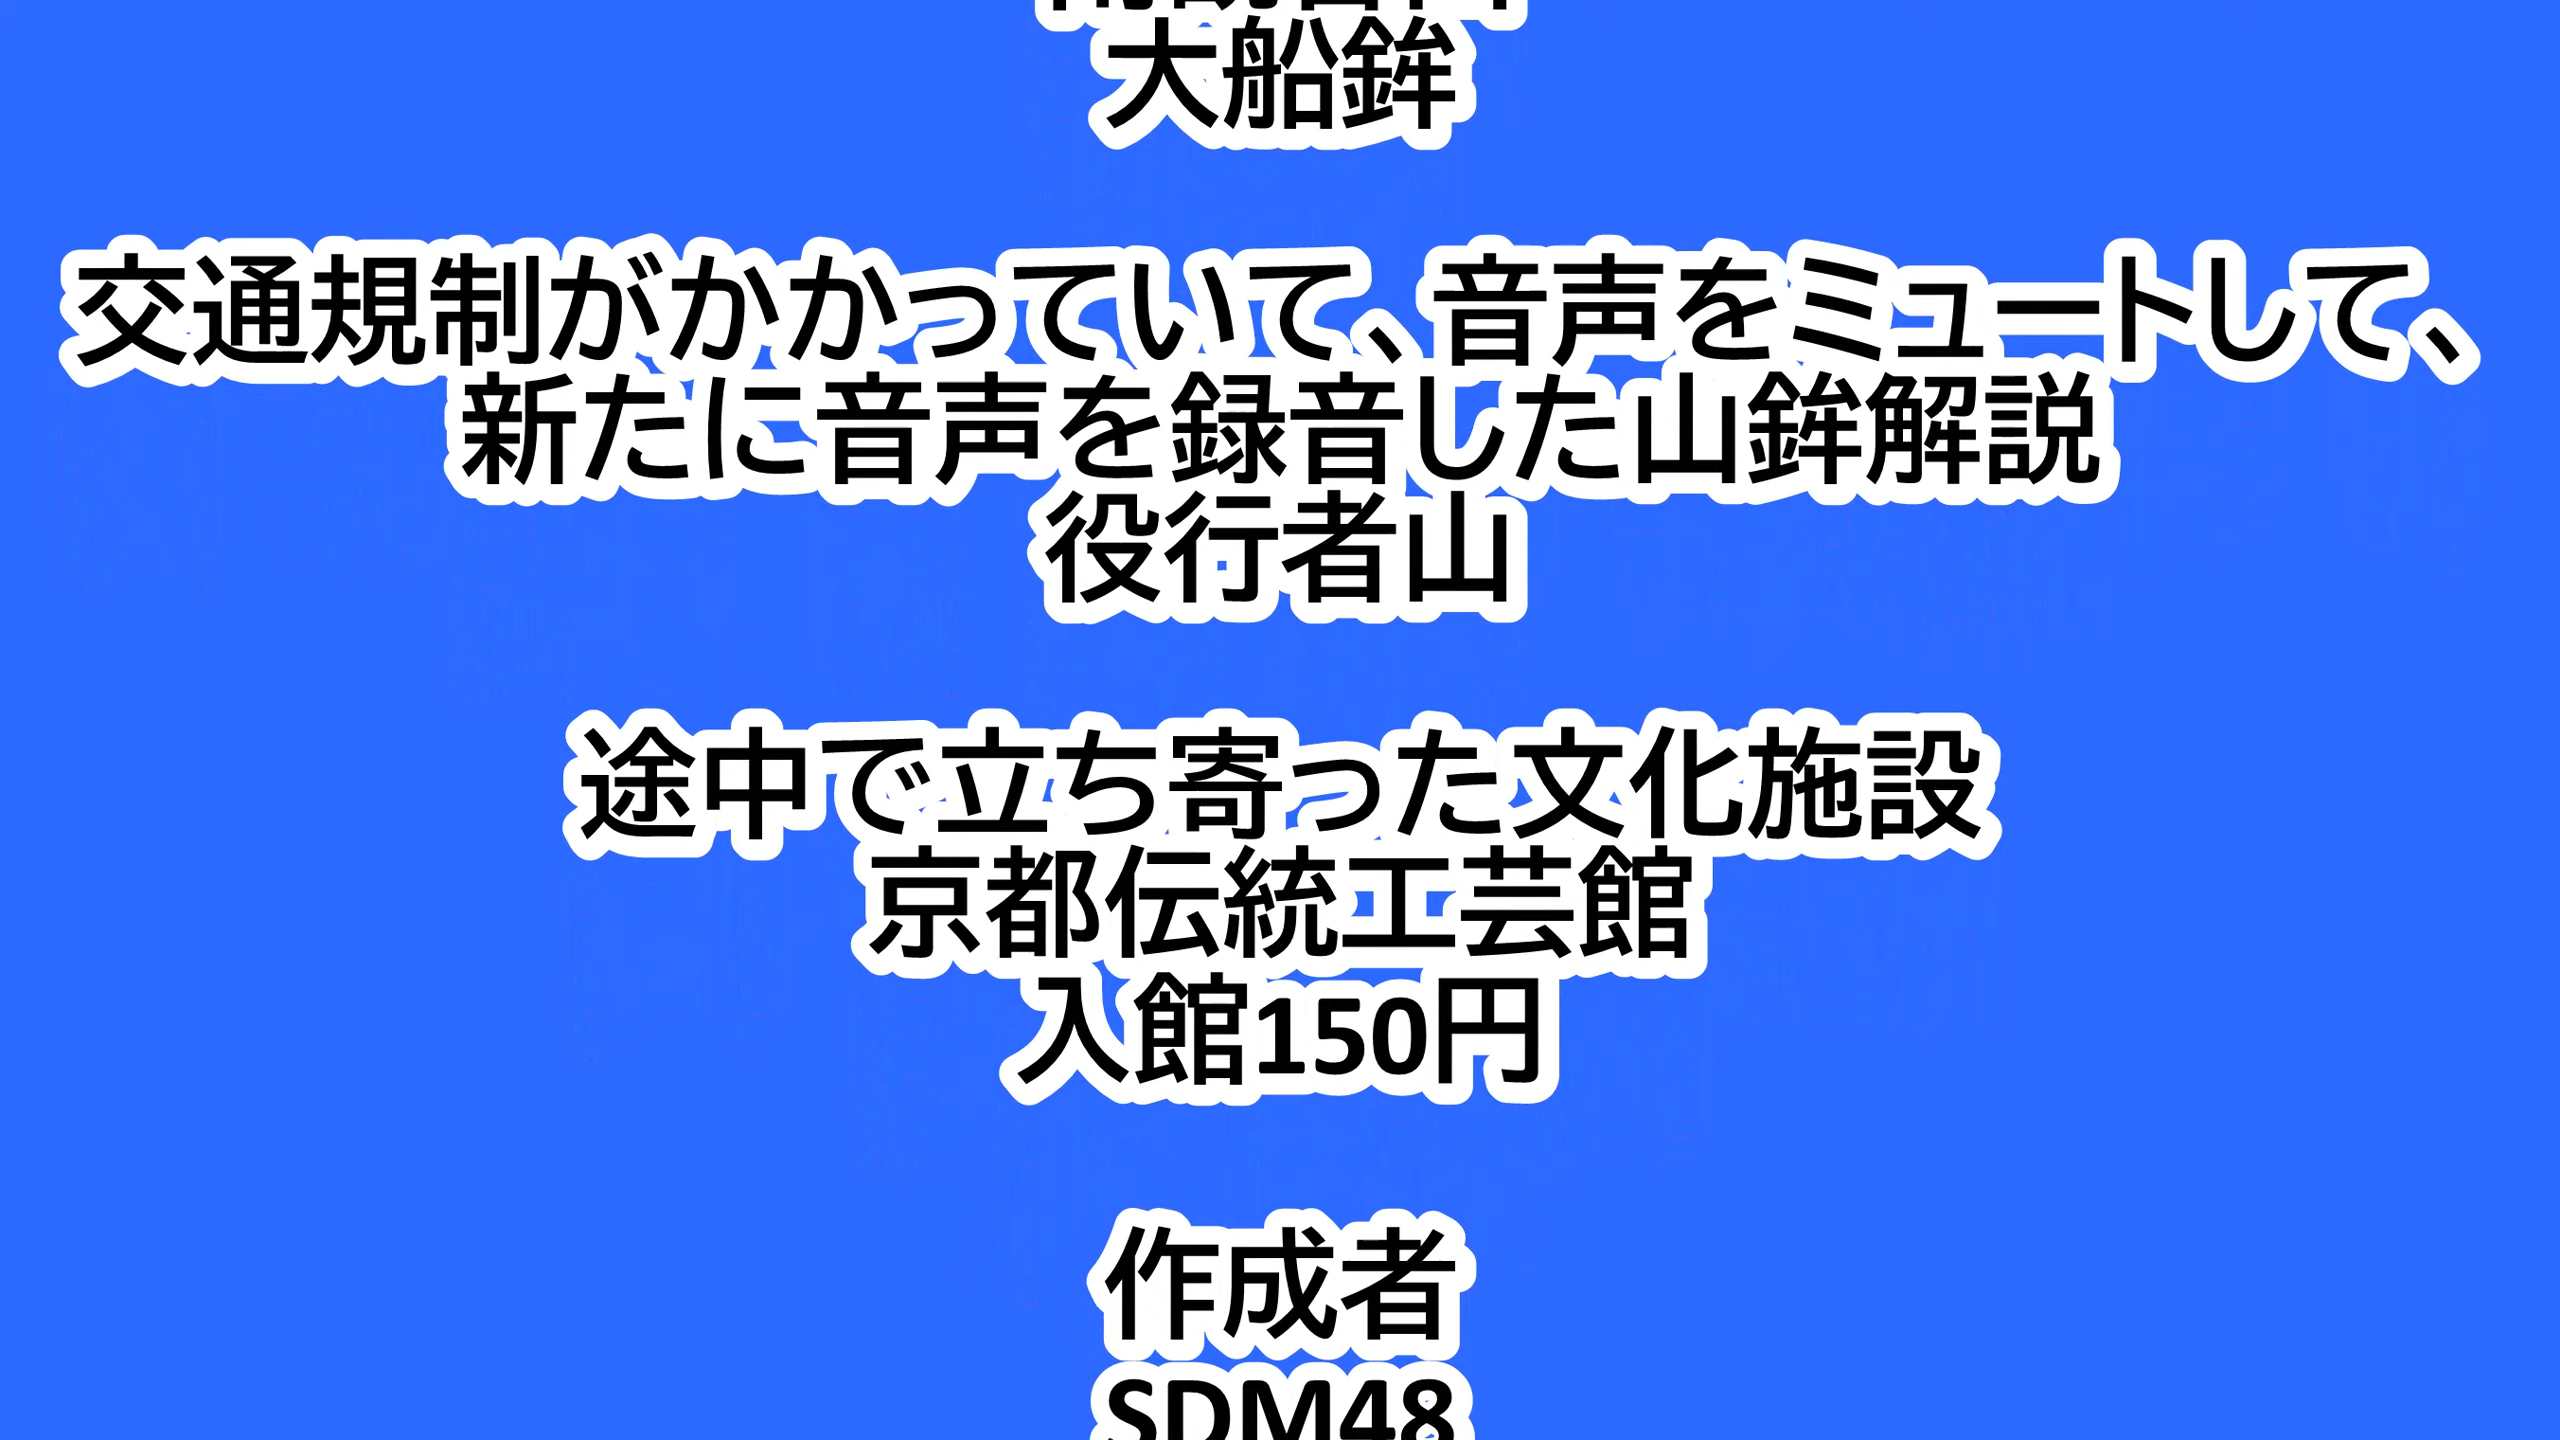 大船鉾
交通規制がかかっていて、音声をミュートして、
新たに音声を録音した山鉾解説
役行者山
途中で立ち寄った文化施設
京都伝統工芸館
入館150円
作成者
SDM48